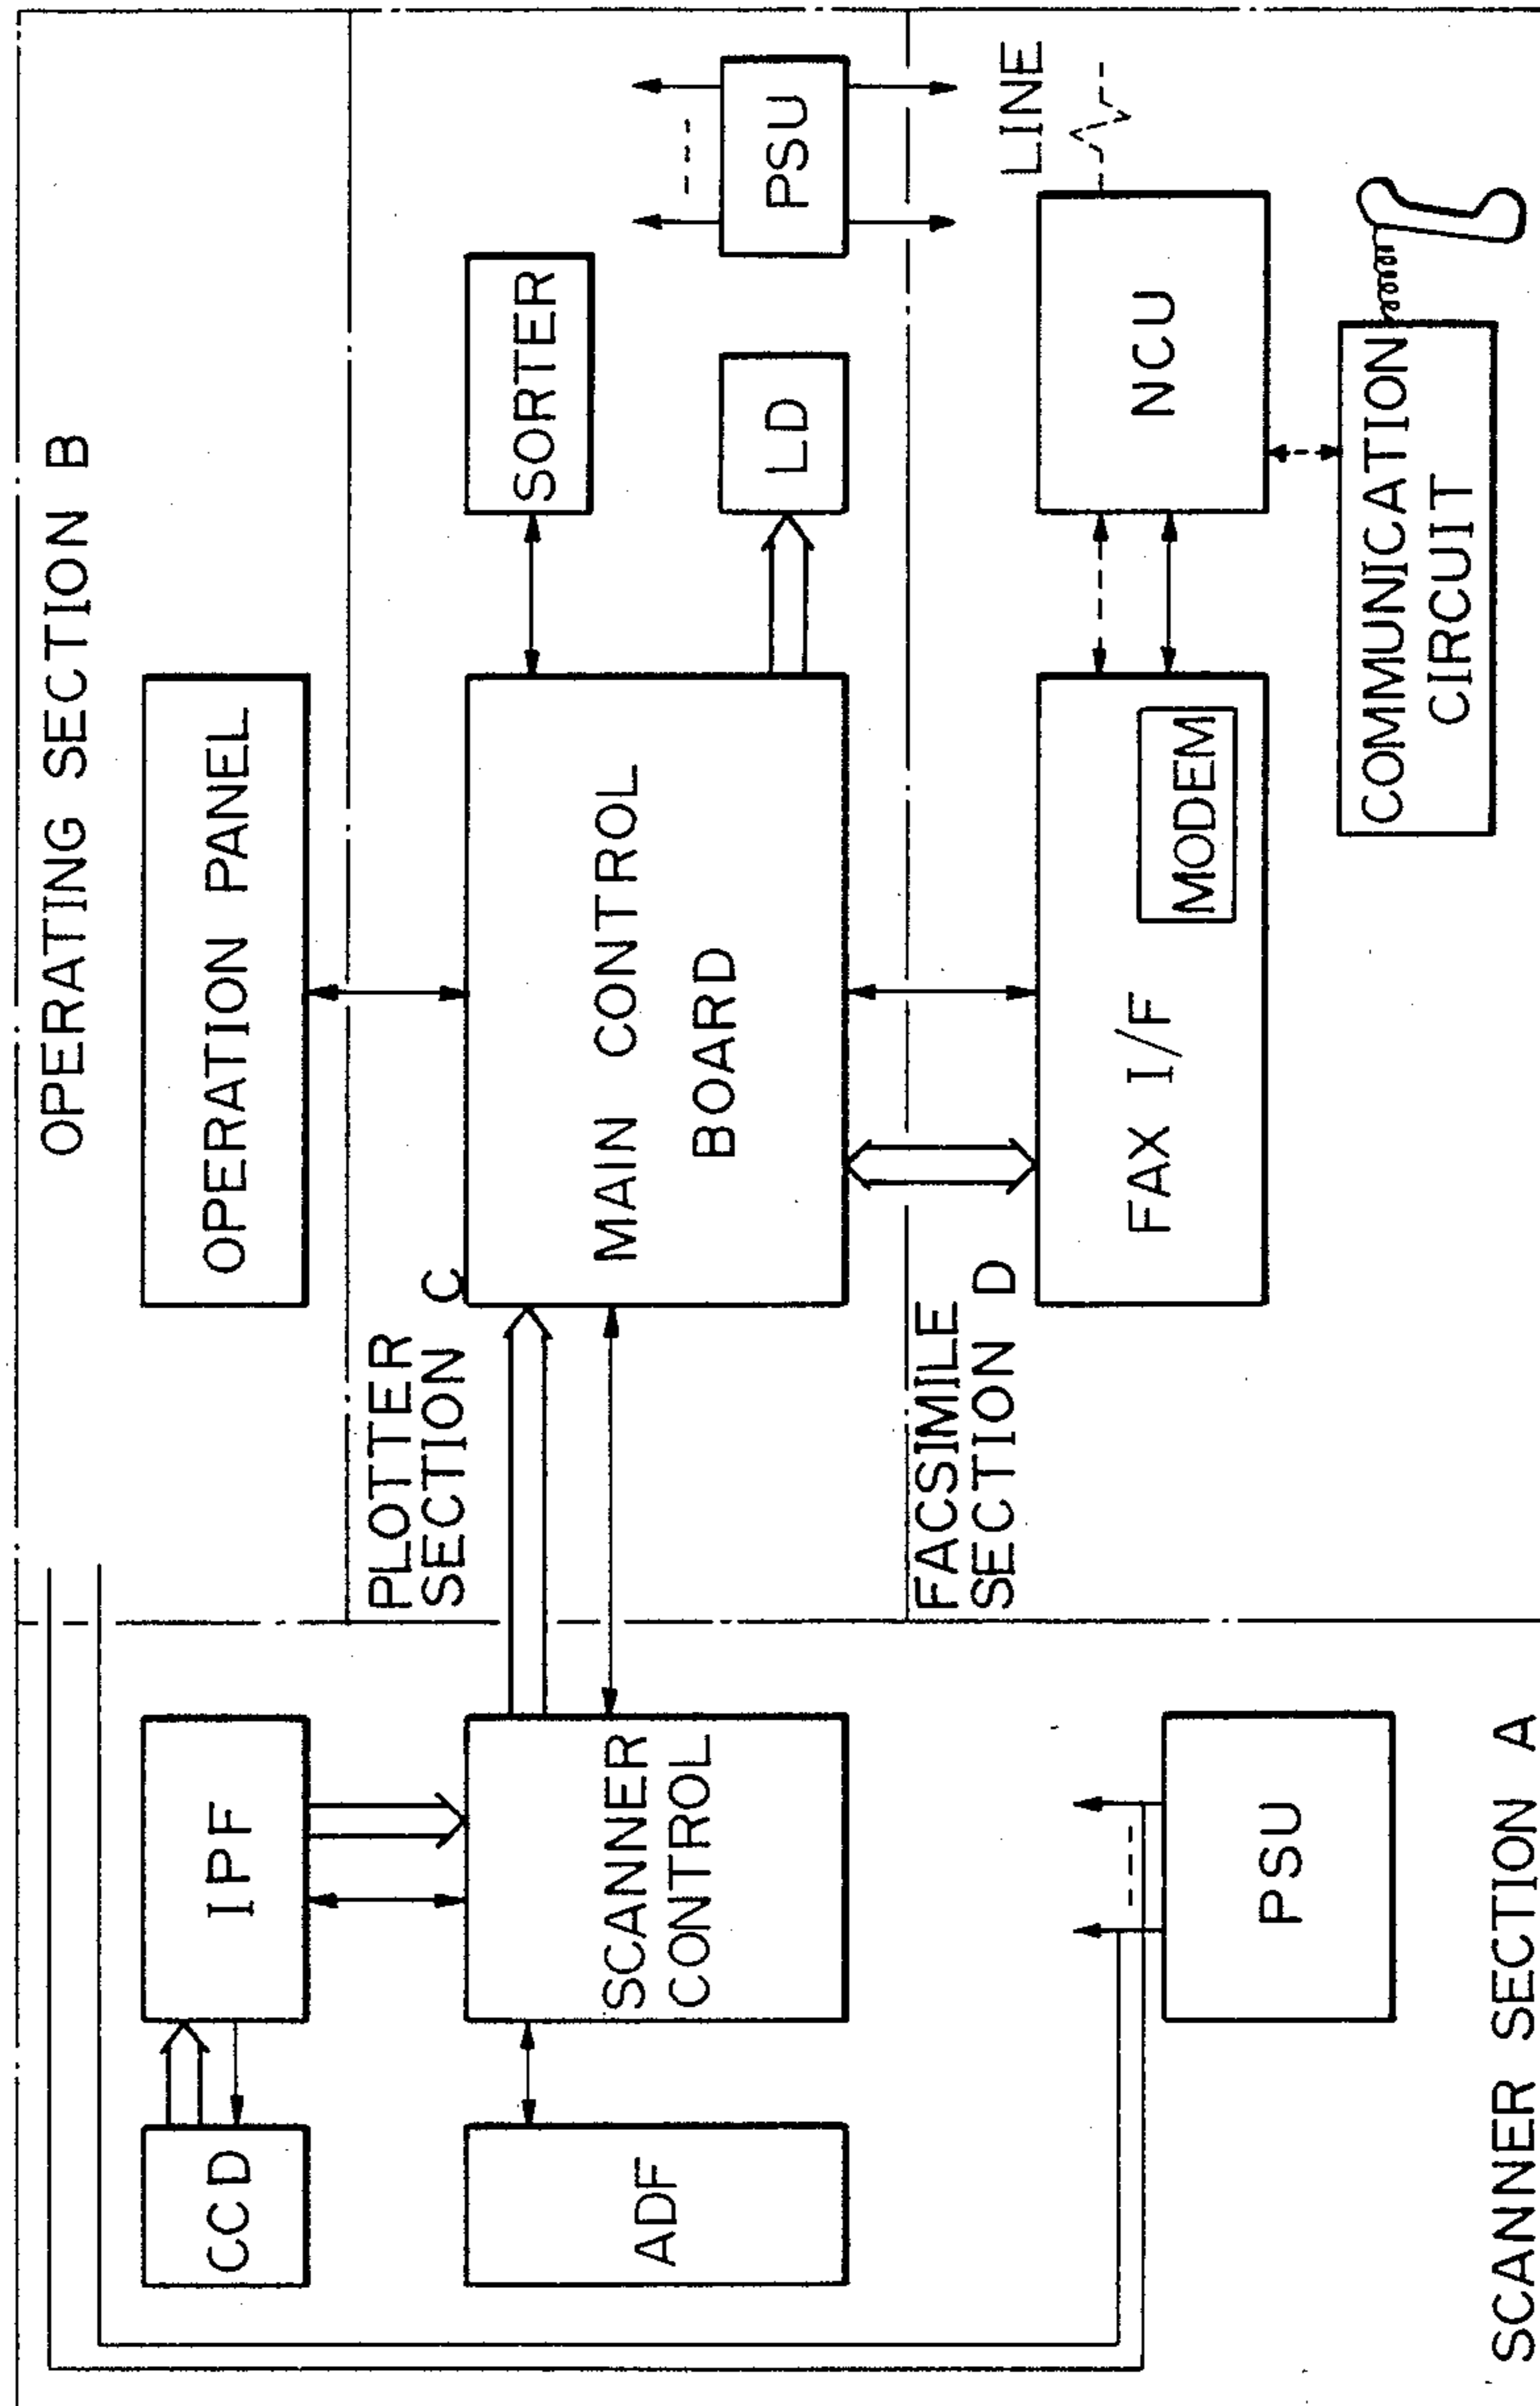 OPERATING SECTION B
CCD
IPF
OPERATION PANEL
PLOTTER
SECTION C
ADF
SCANNER
CONTROL
MAIN CONTROL
BOARD
SORTER
LD
PSU
FACSIMILE
SECTION D
LINE
PSU
FAX I/F
MODEM
NCU
COMMUNICATION
CIRCUIT
SCANNER SECTION A